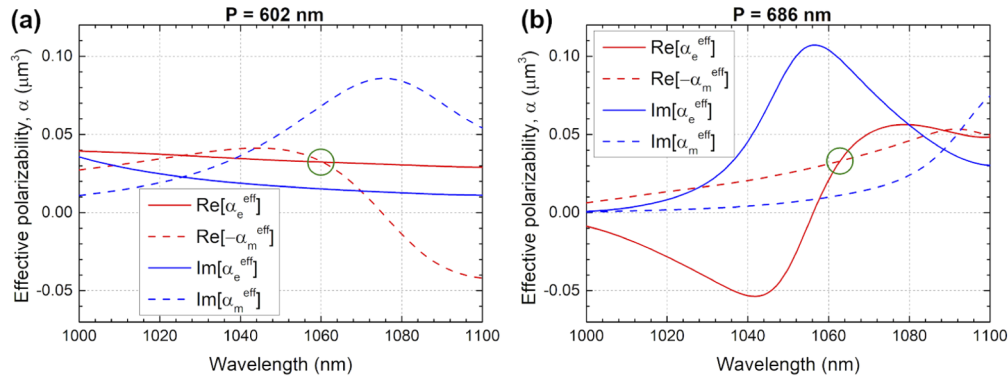 (a)
P = 602 nm
Effective polarizability, α (μm³)
0.10
0.05
0.00
-0.05
Re[αₑᵉᶠᶠ]
Re[−αₘᵉᶠᶠ]
Im[αₑᵉᶠᶠ]
Im[αₘᵉᶠᶠ]
1000 1020 1040 1060 1080 1100
Wavelength (nm)
(b)
P = 686 nm
Effective polarizability, α (μm³)
0.10
0.05
0.00
-0.05
Re[αₑᵉᶠᶠ]
Re[−αₘᵉᶠᶠ]
Im[αₑᵉᶠᶠ]
Im[αₘᵉᶠᶠ]
1000 1020 1040 1060 1080 1100
Wavelength (nm)